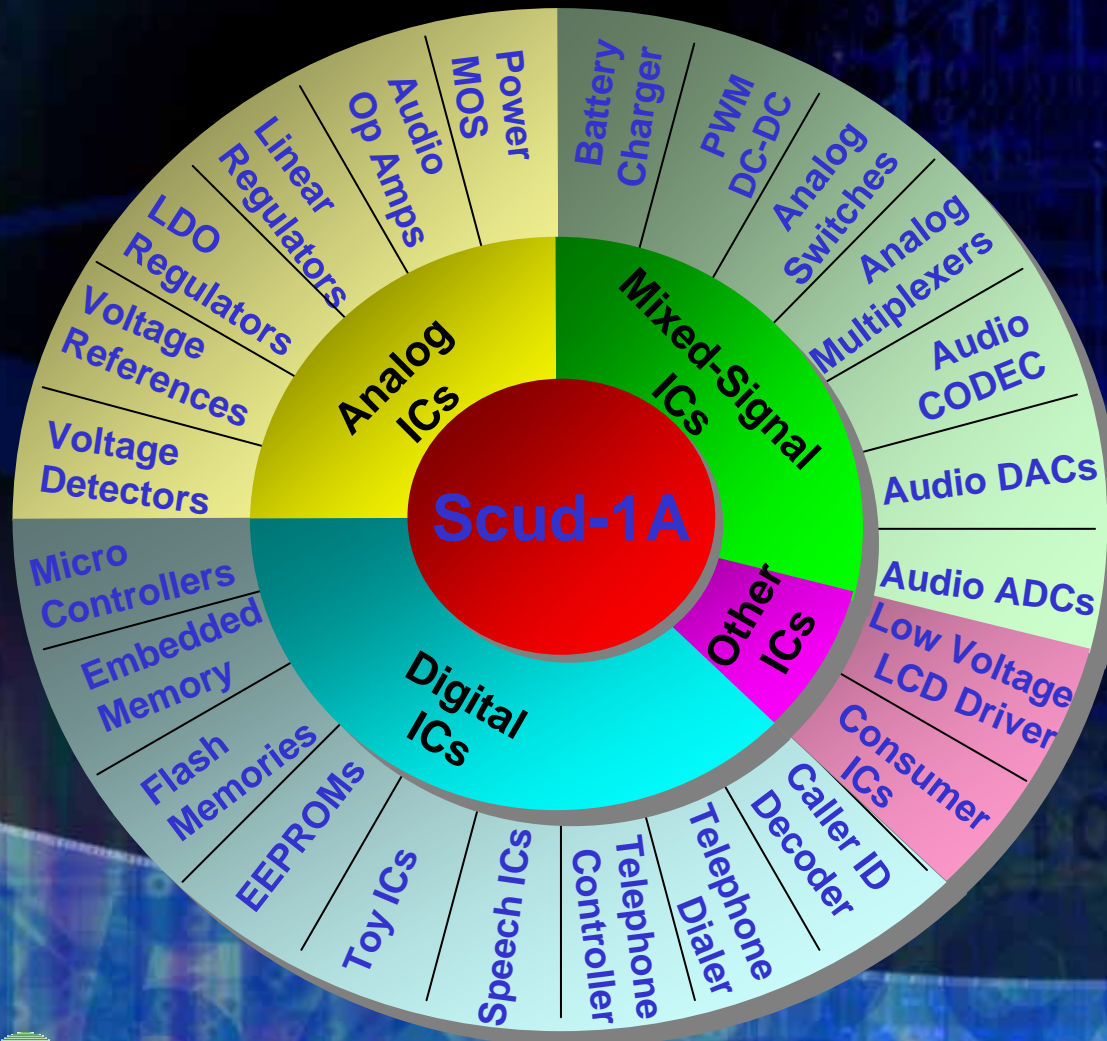 Scud-1A
Analog
ICs
Mixed-Signal
ICs
Other
ICs
Digital
ICs
Battery
Charger
PWM
DC-DC
Analog
Switches
Analog
Multiplexers
Audio
CODEC
Audio DACs
Audio ADCs
Low Voltage
LCD Driver
Consumer
ICs
Caller ID
Decoder
Telephone
Dialer
Telephone
Controller
Speech ICs
Toy ICs
EEPROMs
Flash
Memories
Embedded
Memory
Micro
Controllers
Voltage
Detectors
Voltage
References
LDO
Regulators
Linear
Regulators
Audio
Op Amps
Power
MOS